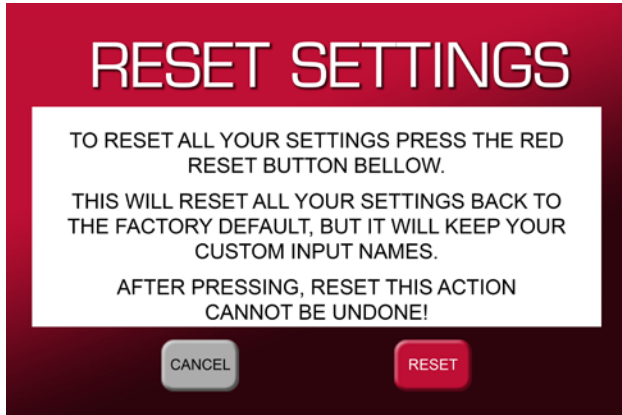 RESET SETTINGS
TO RESET ALL YOUR SETTINGS PRESS THE RED
RESET BUTTON BELLOW.
THIS WILL RESET ALL YOUR SETTINGS BACK TO
THE FACTORY DEFAULT, BUT IT WILL KEEP YOUR
CUSTOM INPUT NAMES.
AFTER PRESSING, RESET THIS ACTION
CANNOT BE UNDONE!
CANCEL
RESET